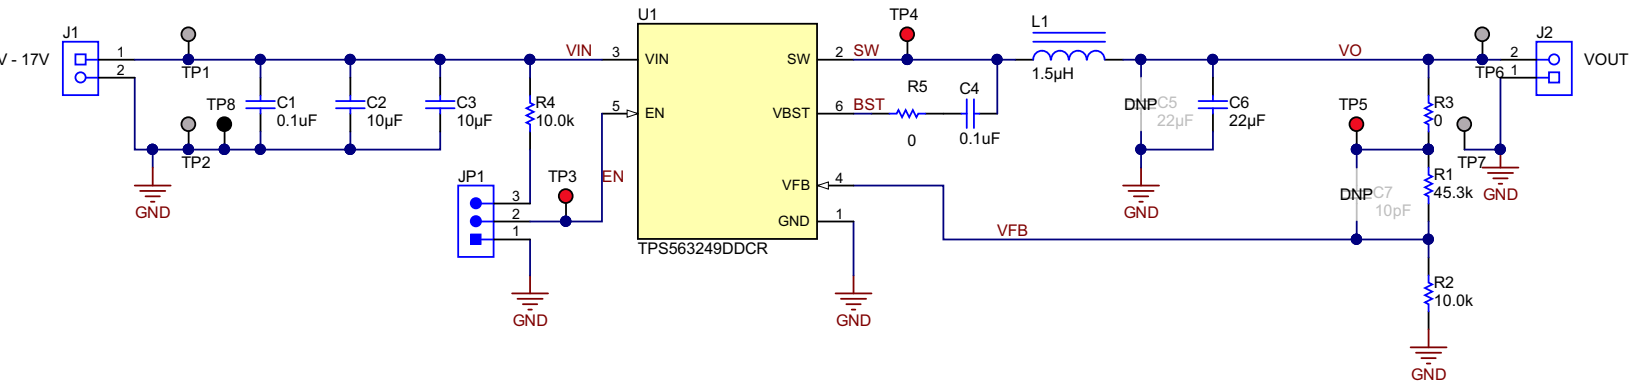 J1
V - 17V
1
2
TP1
TP8
TP2
GND
C1
0.1uF
C2
10µF
C3
10µF
R4
10.0k
VIN
JP1
3
2
1
TP3
EN
GND
U1
3
VIN
5
EN
SW
2
SW
VBST
6
BST
VFB
4
GND
1
TPS563249DDCR
GND
TP4
R5
0
C4
0.1uF
L1
1.5µH
DNP
C5
22µF
C6
22µF
GND
VO
VFB
TP5
DNP
C7
10pF
R3
0
R1
45.3k
R2
10.0k
GND
TP6
TP7
GND
J2
2
1
VOUT